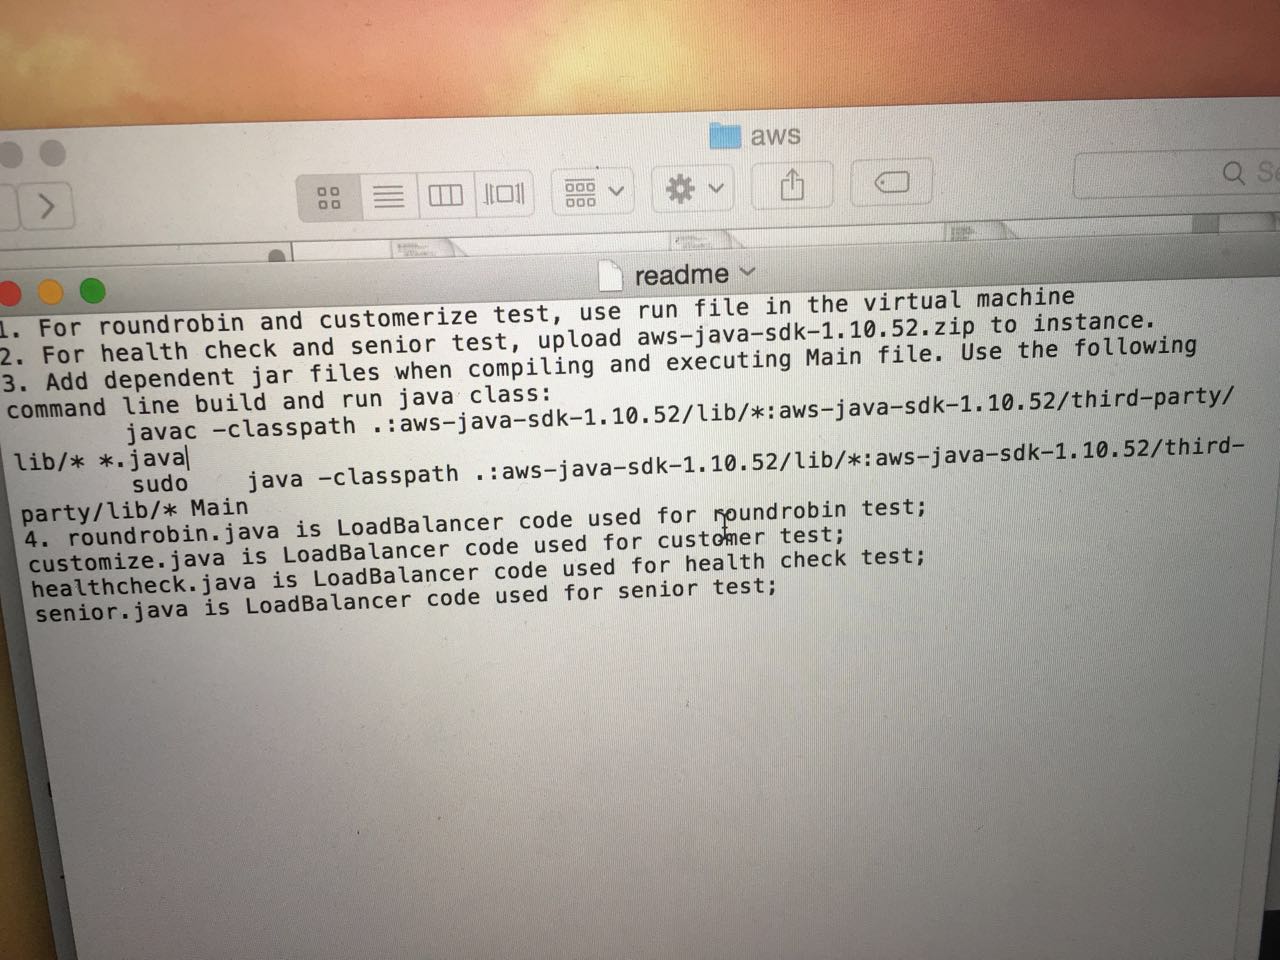 aws
Se
readme
1. For roundrobin and customerize test, use run file in the virtual machine
2. For health check and senior test, upload aws-java-sdk-1.10.52.zip to instance.
3. Add dependent jar files when compiling and executing Main file. Use the following
command line build and run java class:
javac -classpath .:aws-java-sdk-1.10.52/lib/*:aws-java-sdk-1.10.52/third-party/
lib/* *.java
sudo java -classpath .:aws-java-sdk-1.10.52/lib/*:aws-java-sdk-1.10.52/third-
party/lib/* Main
4. roundrobin.java is LoadBalancer code used for roundrobin test;
customize.java is LoadBalancer code used for customer test;
healthcheck.java is LoadBalancer code used for health check test;
senior.java is LoadBalancer code used for senior test;